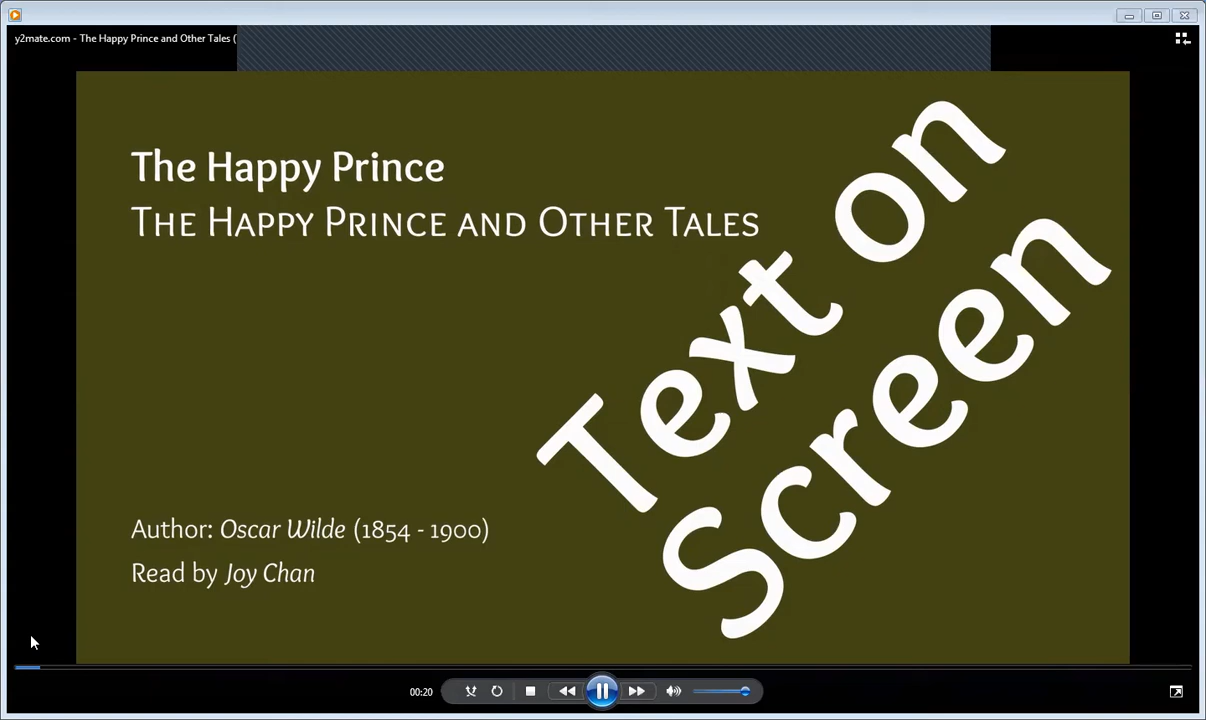 y2mate.com - The Happy Prince and Other Tales (
The Happy Prince
The Happy Prince and Other Tales
Text on
Screen
Author: Oscar Wilde (1854 - 1900)
Read by Joy Chan
00:20